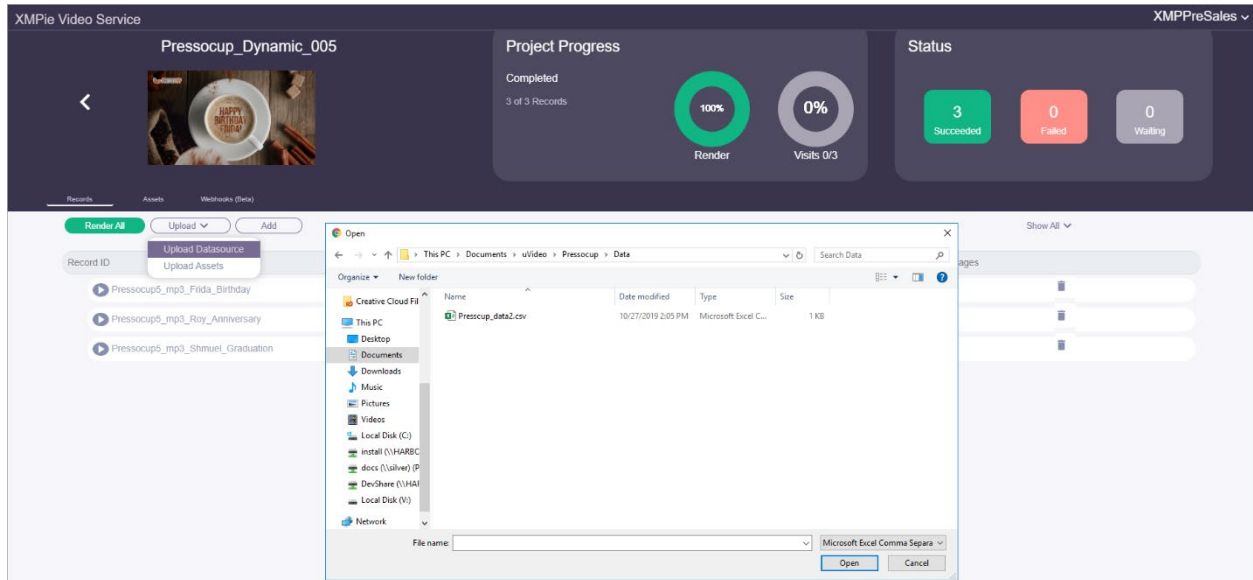 XMPie Video Service
XMPPreSales
Pressocup_Dynamic_005
HAPPY
BIRTHDAY
FRIDA!
Project Progress
Completed
3 of 3 Records
100%
Render
0%
Visits 0/3
Status
3
Succeeded
0
Failed
0
Waiting
Records Assets Webhooks (Beta)
Render All Upload Add Show All
Upload Datasource
Upload Assets
Record ID
ages
Pressocup5_mp3_Frida_Birthday
Pressocup5_mp3_Roy_Anniversary
Pressocup5_mp3_Shmuel_Graduation
Open
This PC > Documents > uVideo > Pressocup > Data
Search Data
Organize New folder
Name Date modified Type Size
Presscup_data2.csv 10/27/2019 2:05 PM Microsoft Excel C... 1 KB
Creative Cloud Fil
This PC
Desktop
Documents
Downloads
Music
Pictures
Videos
Local Disk (C:)
install (\\HARBC
docs (\\silver) (P
DevShare (\\HAI
Local Disk (V:)
Network
File name:
Microsoft Excel Comma Separa
Open Cancel